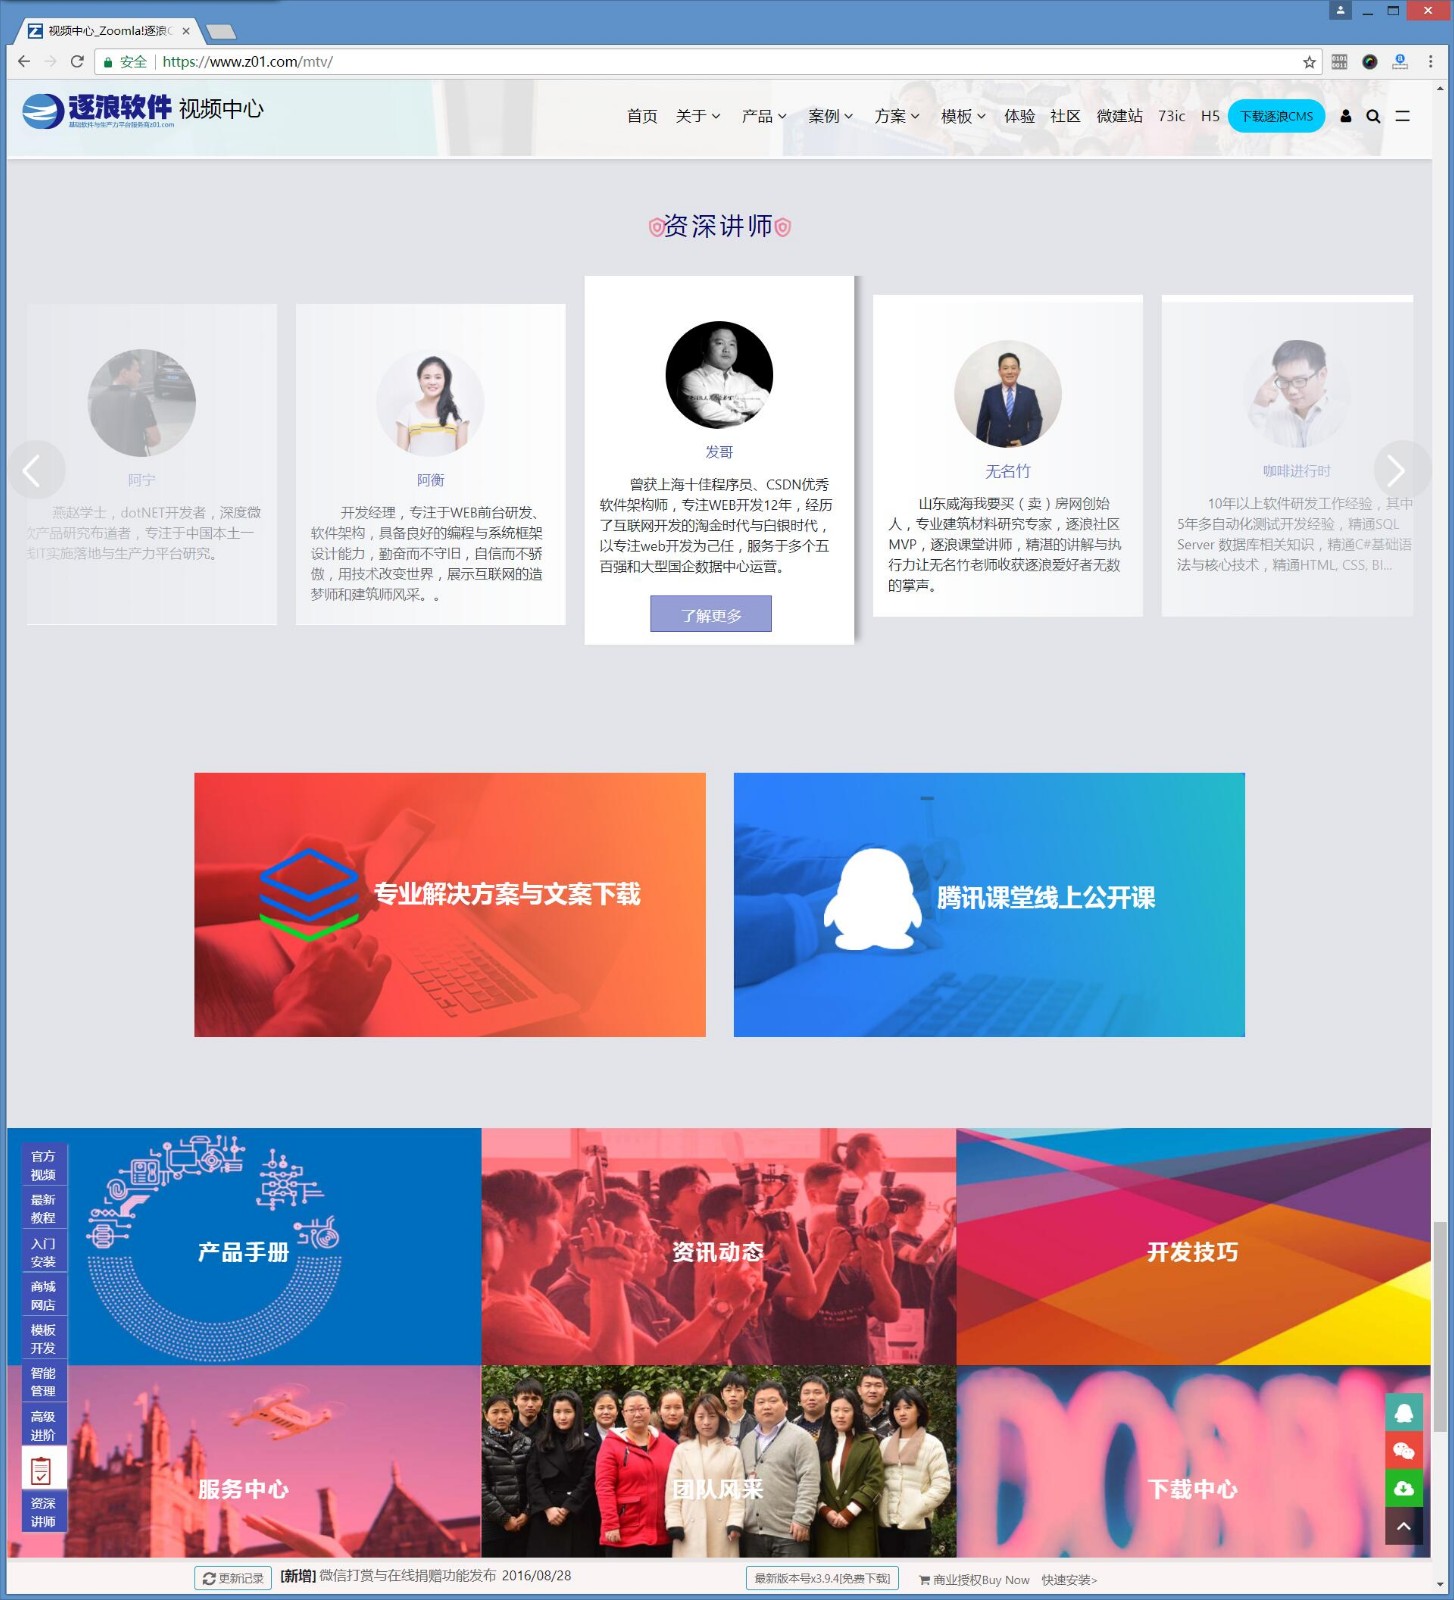 视频中心_Zoomla!逐浪C
安全 https://www.z01.com/mtv/
逐浪软件 视频中心
基础软件与生产力平台服务商z01.com
首页 关于 产品 案例 方案 模板 体验 社区 微建站 73ic H5 下载逐浪CMS
资深讲师
阿宁
燕赵学士，dotNET开发者，深度微
欠产品研究布道者，专注于中国本土一
线IT实施落地与生产力平台研究。
阿衡
开发经理，专注于WEB前台研发、
软件架构，具备良好的编程与系统框架
设计能力，勤奋而不守旧，自信而不骄
傲，用技术改变世界，展示互联网的造
梦师和建筑师风采。。
发哥
曾获上海十佳程序员、CSDN优秀
软件架构师，专注WEB开发12年，经历
了互联网开发的淘金时代与白银时代，
以专注web开发为己任，服务于多个五
百强和大型国企数据中心运营。
了解更多
无名竹
山东威海我要买（卖）房网创始
人，专业建筑材料研究专家，逐浪社区
MVP，逐浪课堂讲师，精湛的讲解与执
行力让无名竹老师收获逐浪爱好者无数
的掌声。
咖啡进行时
10年以上软件研发工作经验，其中
5年多自动化测试开发经验，精通SQL
Server 数据库相关知识，精通C#基础语
法与核心技术，精通HTML, CSS, BI...
专业解决方案与文案下载
腾讯课堂线上公开课
产品手册
资讯动态
开发技巧
服务中心
团队风采
下载中心
官方
视频
最新
教程
入门
安装
商城
网店
模板
开发
智能
管理
高级
进阶
资深
讲师
更新记录 [新增] 微信打赏与在线捐赠功能发布 2016/08/28
最新版本号x3.9.4[免费下载] 商业授权Buy Now 快速安装>